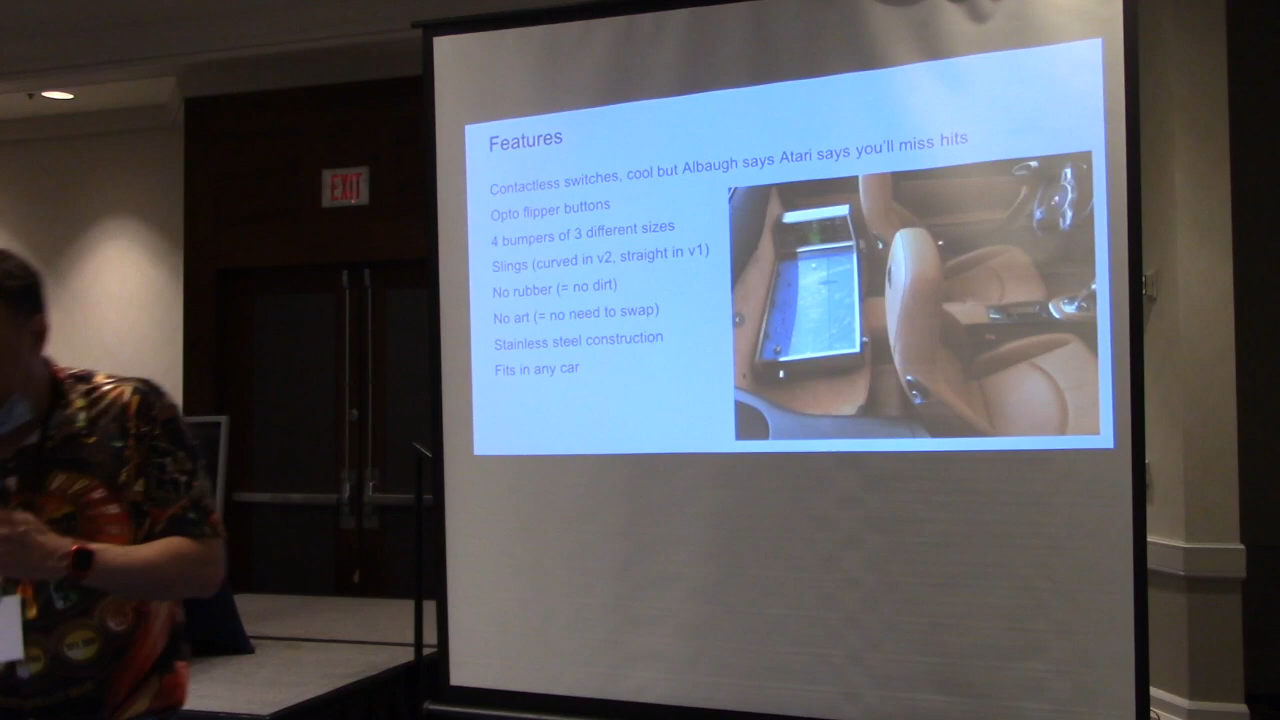 EXIT
Features
Contactless switches, cool but Albaugh says Atari says you'll miss hits
Opto flipper buttons
4 bumpers of 3 different sizes
Slings (curved in v2, straight in v1)
No rubber (= no dirt)
No art (= no need to swap)
Stainless steel construction
Fits in any car